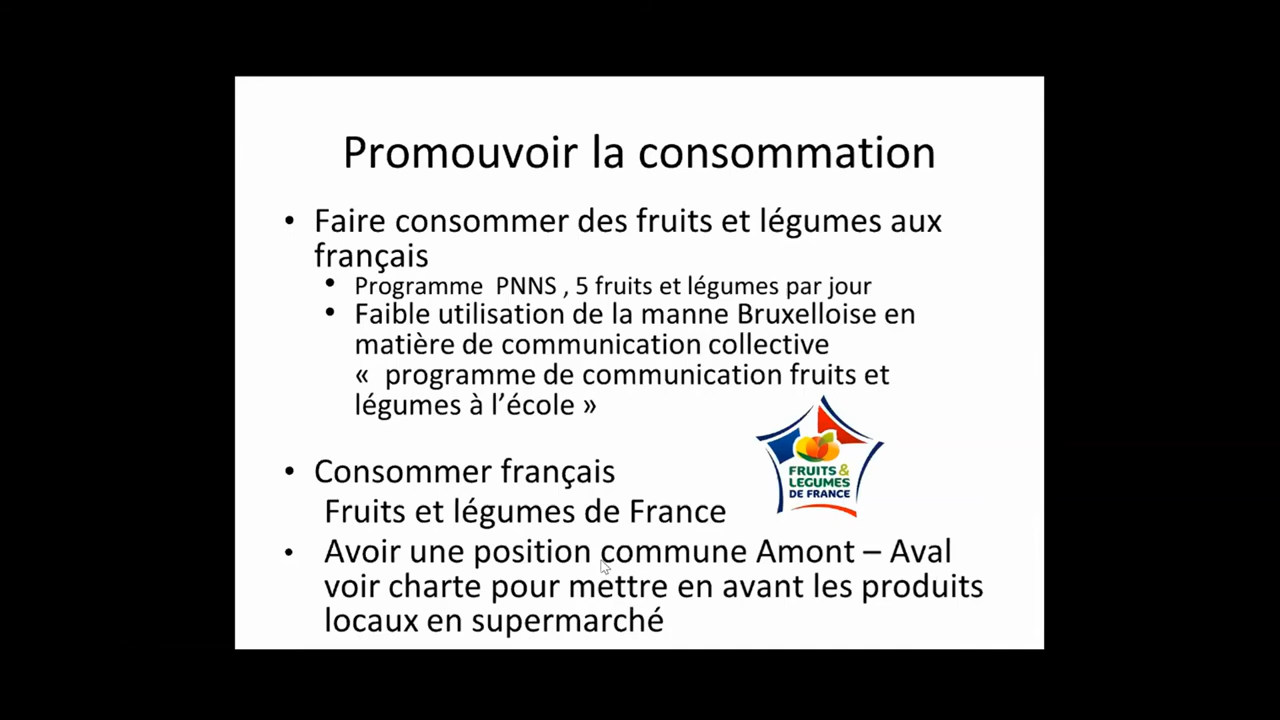 Promouvoir la consommation
• Faire consommer des fruits et légumes aux
français
• Programme  PNNS , 5 fruits et légumes par jour
• Faible utilisation de la manne Bruxelloise en
matière de communication collective
«  programme de communication fruits et
légumes à l’école »
FRUITS &
LEGUMES
DE FRANCE
• Consommer français
Fruits et légumes de France
• Avoir une position commune Amont – Aval
voir charte pour mettre en avant les produits
locaux en supermarché